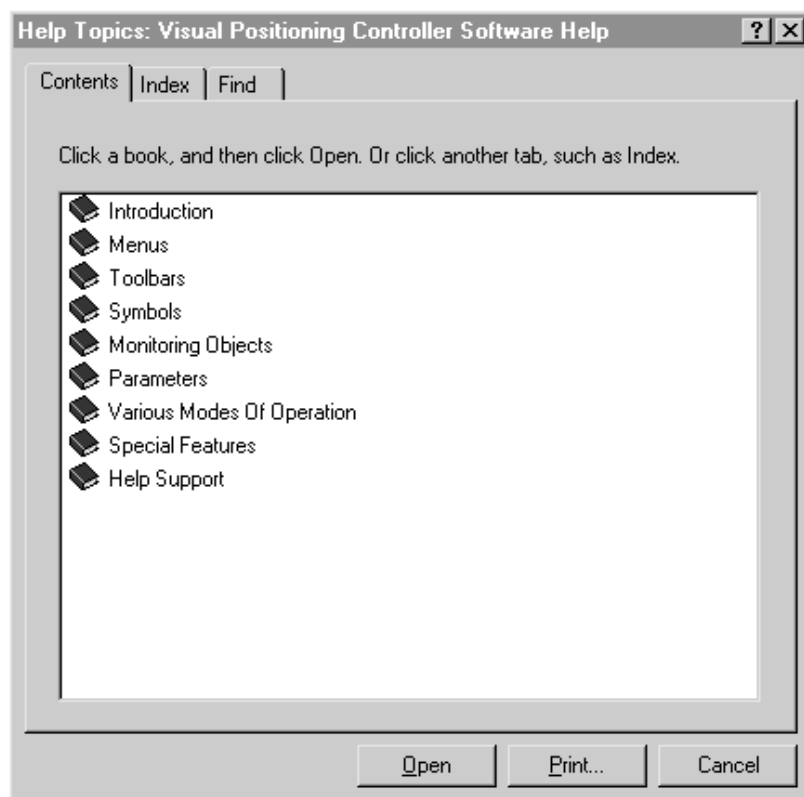 Help Topics: Visual Positioning Controller Software Help
Contents Index Find
Click a book, and then click Open. Or click another tab, such as Index.
Introduction
Menus
Toolbars
Symbols
Monitoring Objects
Parameters
Various Modes Of Operation
Special Features
Help Support
Open Print... Cancel